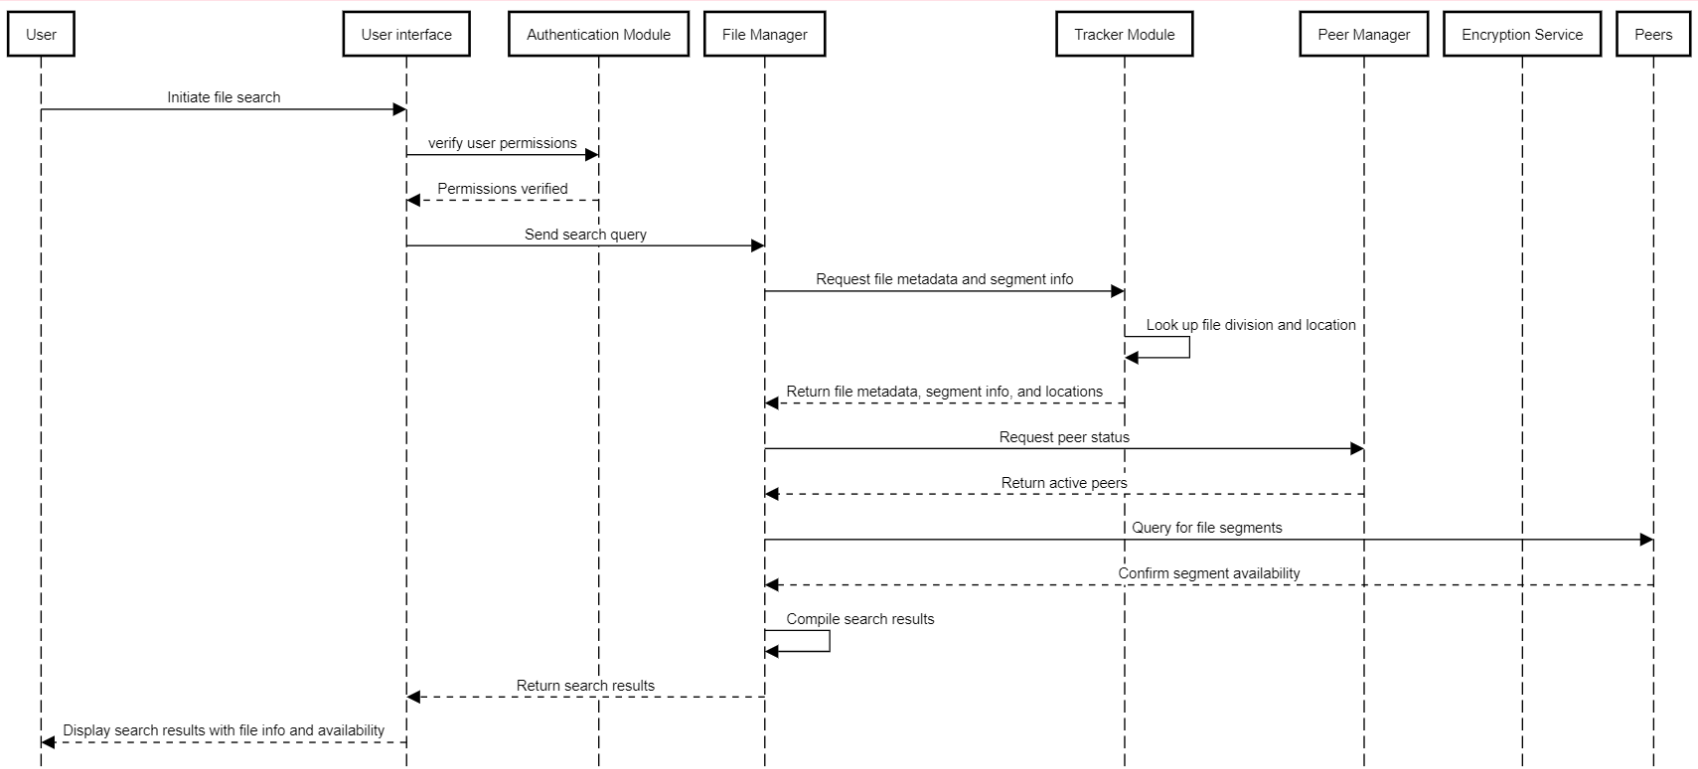 User
User interface
Authentication Module
File Manager
Tracker Module
Peer Manager
Encryption Service
Peers
Initiate file search
verify user permissions
Permissions verified
Send search query
Request file metadata and segment info
Look up file division and location
Return file metadata, segment info, and locations
Request peer status
Return active peers
Query for file segments
Confirm segment availability
Compile search results
Return search results
Display search results with file info and availability